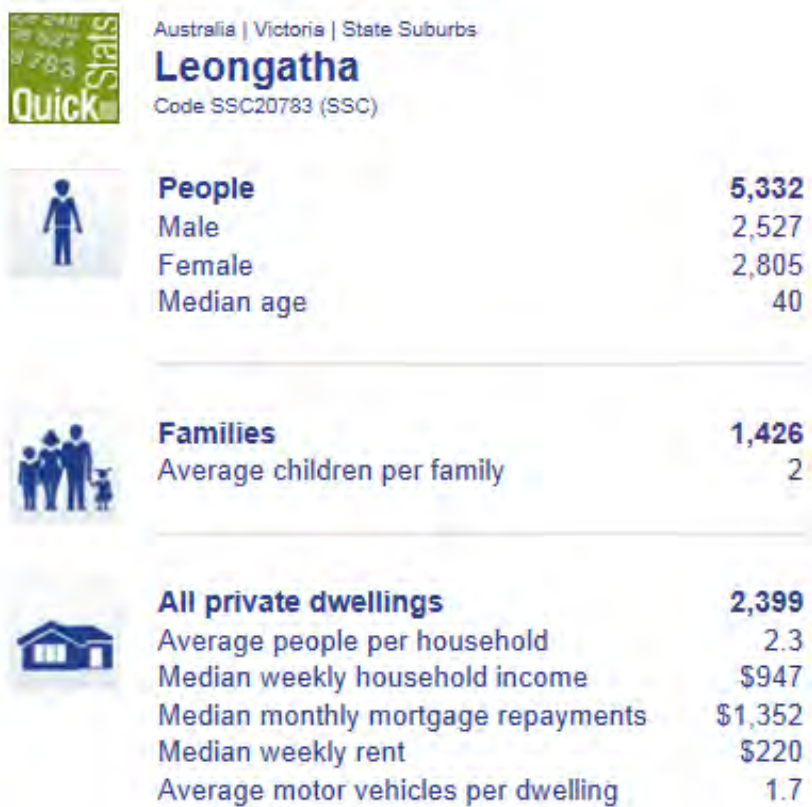 Quick Stats
Australia | Victoria | State Suburbs
Leongatha
Code SSC20783 (SSC)
People 5,332
Male 2,527
Female 2,805
Median age 40
Families 1,426
Average children per family 2
All private dwellings 2,399
Average people per household 2.3
Median weekly household income $947
Median monthly mortgage repayments $1,352
Median weekly rent $220
Average motor vehicles per dwelling 1.7